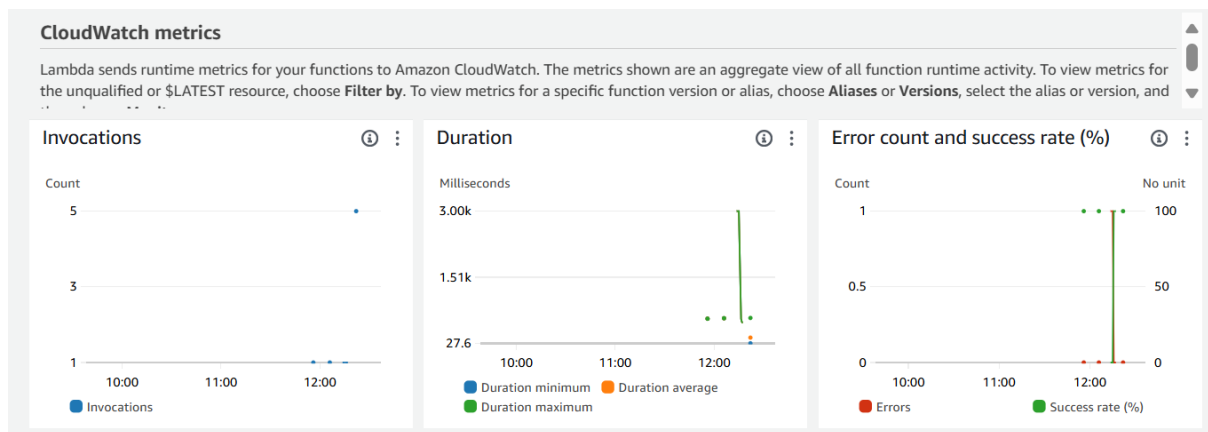 CloudWatch metrics
Lambda sends runtime metrics for your functions to Amazon CloudWatch. The metrics shown are an aggregate view of all function runtime activity. To view metrics for
the unqualified or $LATEST resource, choose Filter by. To view metrics for a specific function version or alias, choose Aliases or Versions, select the alias or version, and
Invocations
Count
5
3
1
10:00 11:00 12:00
Invocations
Duration
Milliseconds
3.00k
1.51k
27.6
10:00 11:00 12:00
Duration minimum Duration average
Duration maximum
Error count and success rate (%)
Count No unit
1 100
0.5 50
0 0
10:00 11:00 12:00
Errors Success rate (%)